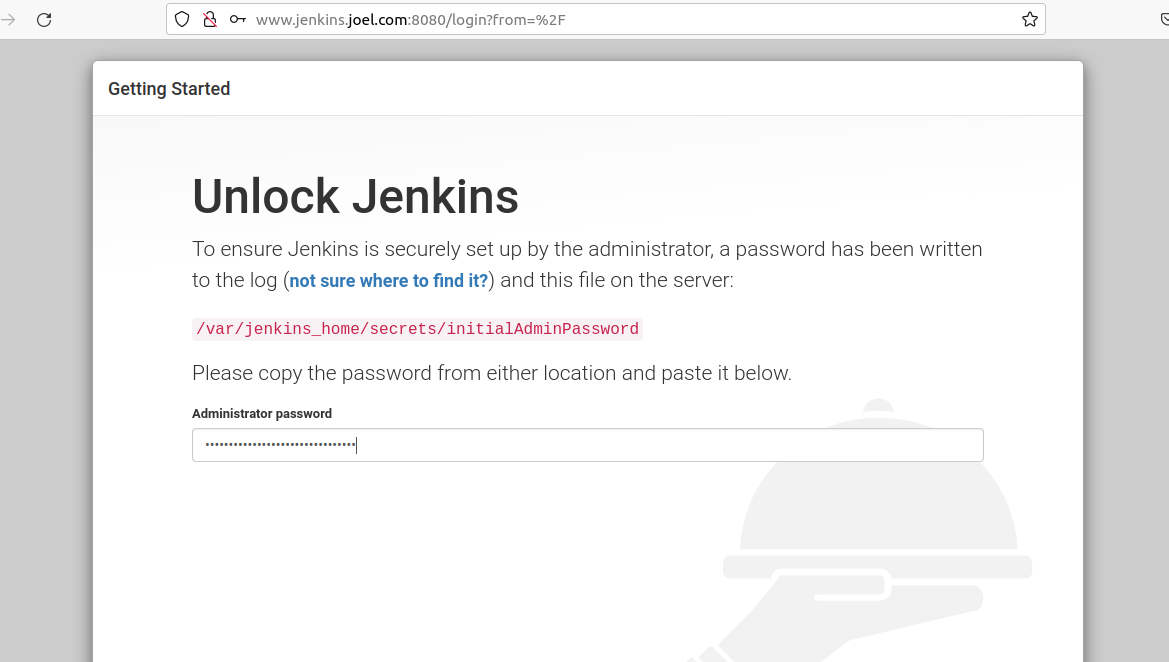 www.jenkins.joel.com:8080/login?from=%2F
Getting Started
Unlock Jenkins
To ensure Jenkins is securely set up by the administrator, a password has been written
to the log (not sure where to find it?) and this file on the server:
/var/jenkins_home/secrets/initialAdminPassword
Please copy the password from either location and paste it below.
Administrator password